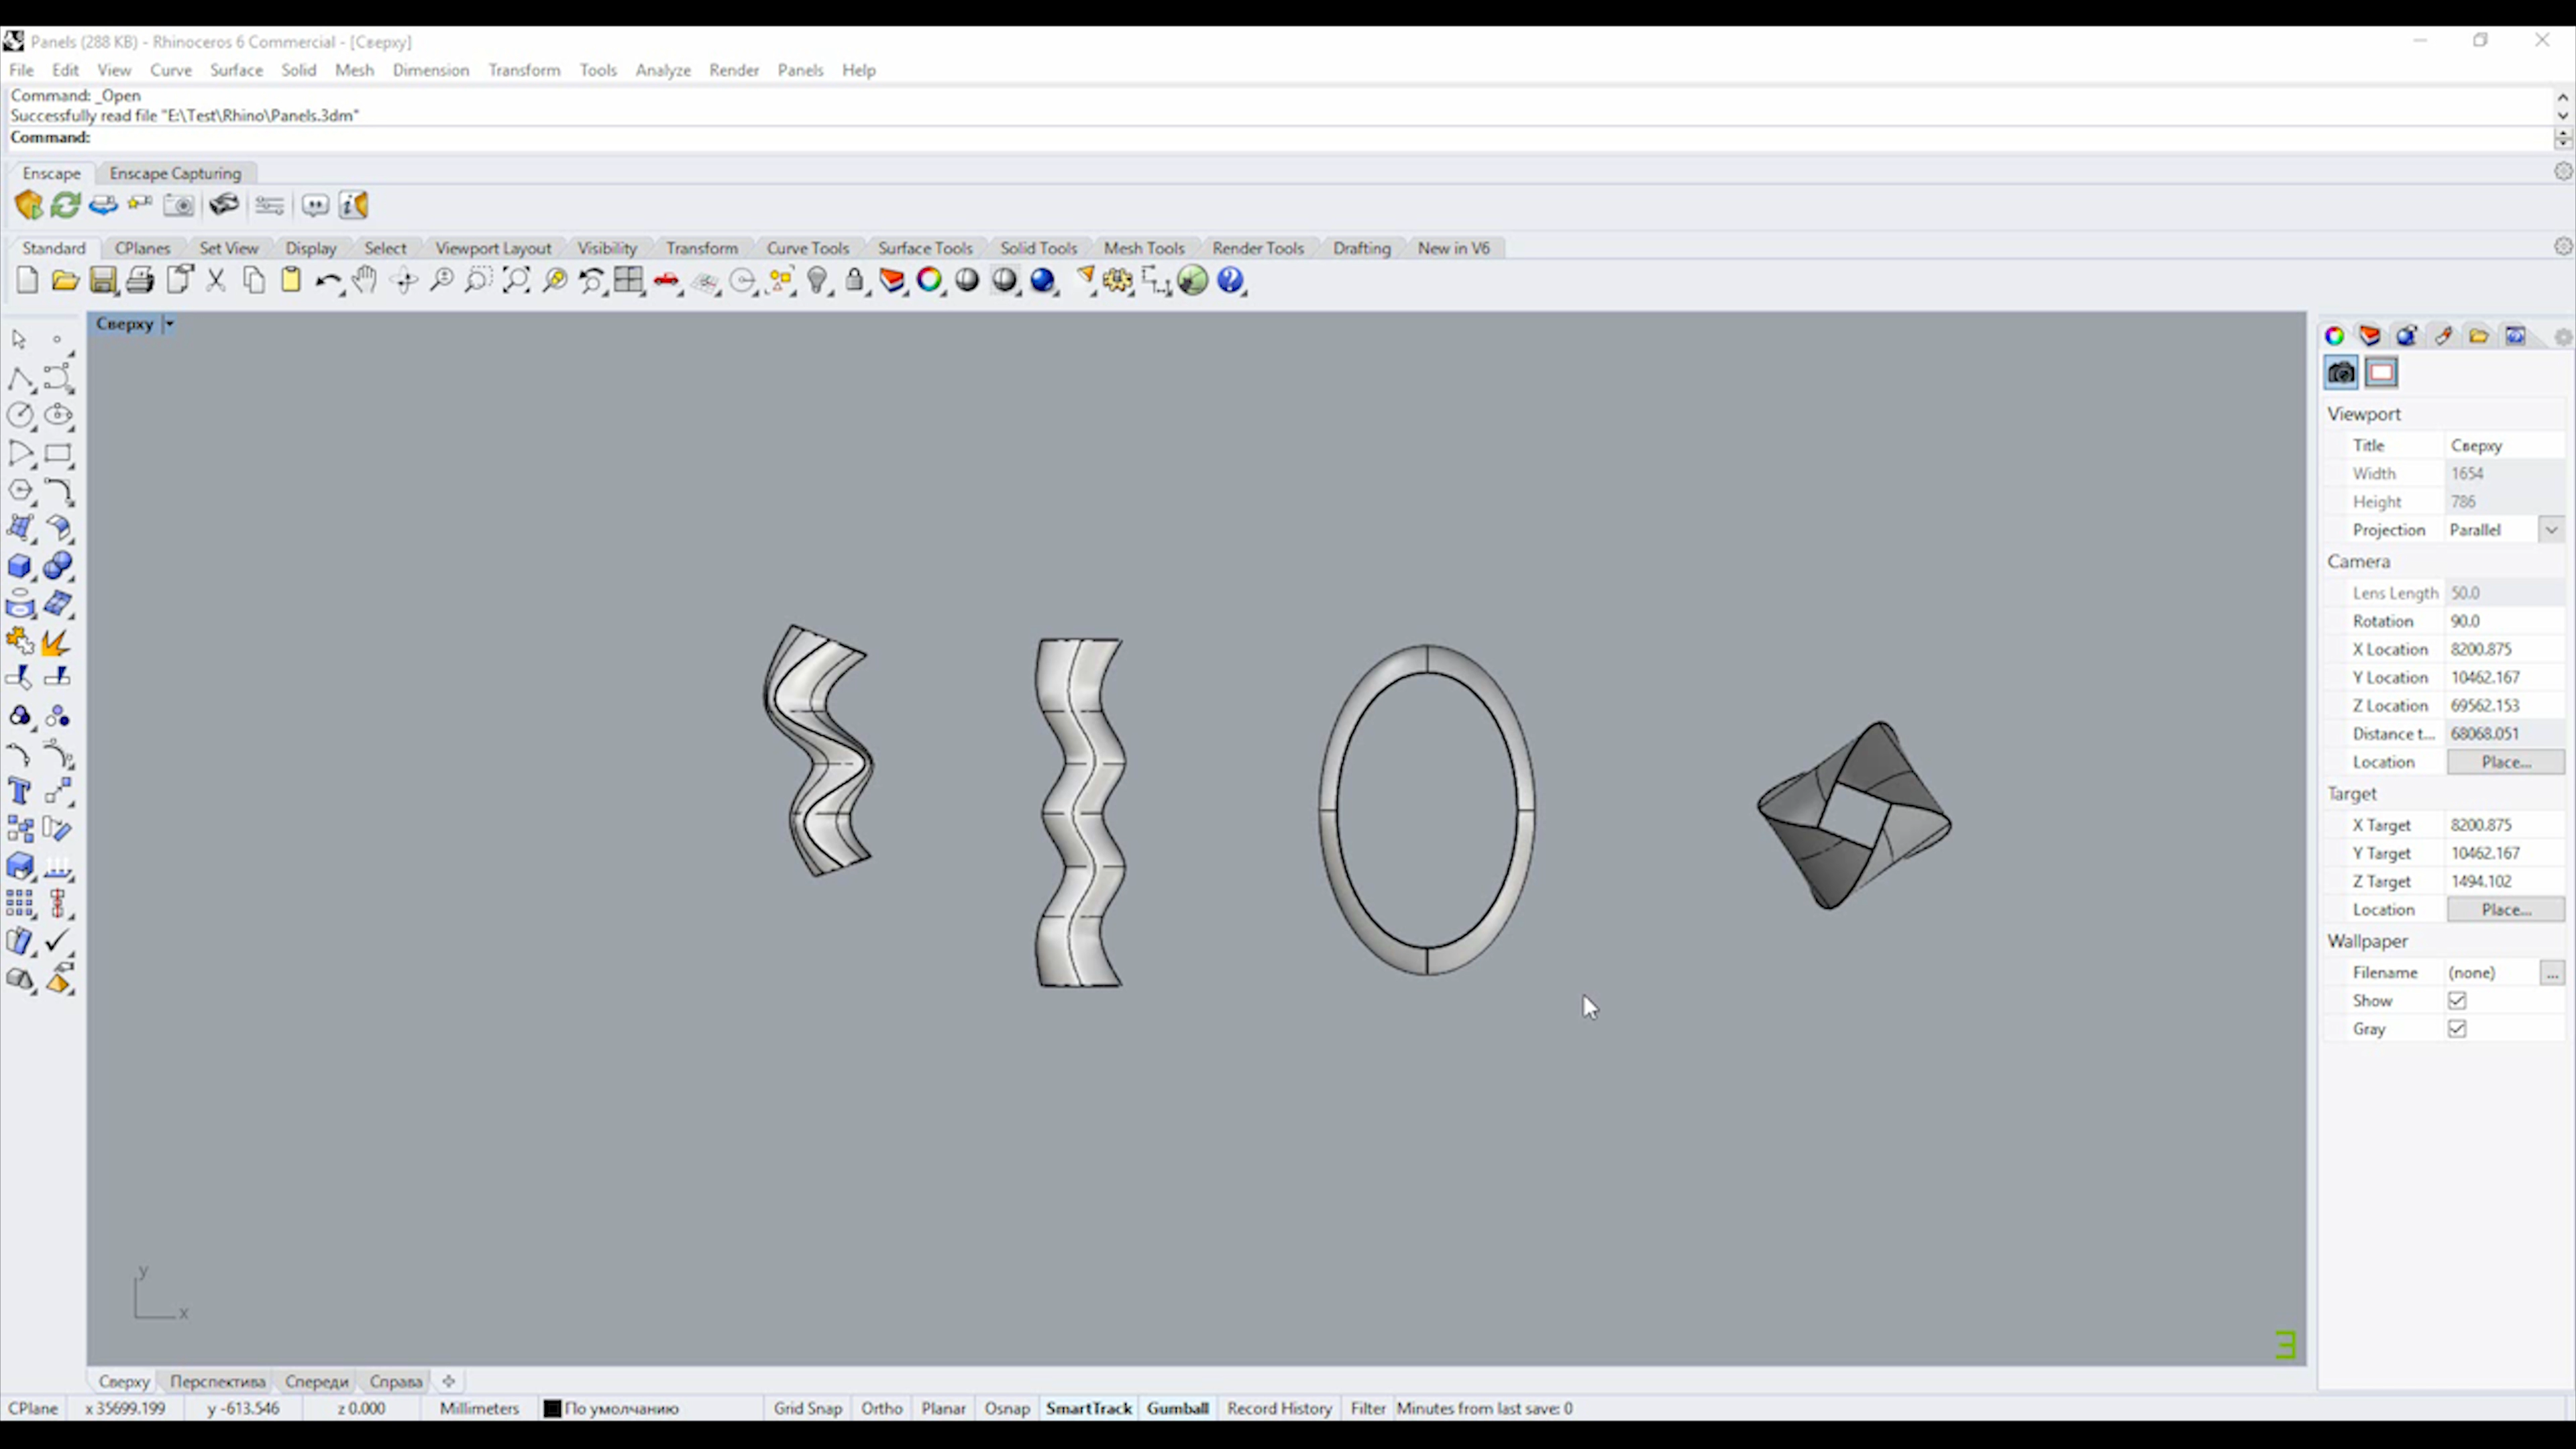 Panels (288 KB) - Rhinoceros 6 Commercial - [Сверху]
File Edit View Curve Surface Solid Mesh Dimension Transform Tools Analyze Render Panels Help
Command: _Open
Successfully read file "E:\Test\Rhino\Panels.3dm"
Command:
Enscape Enscape Capturing
Standard CPlanes Set View Display Select Viewport Layout Visibility Transform Curve Tools Surface Tools Solid Tools Mesh Tools Render Tools Drafting New in V6
Сверху
Viewport
Title Сверху
Width 1654
Height 786
Projection Parallel
Camera
Lens Length 50.0
Rotation 90.0
X Location 8200.875
Y Location 10462.167
Z Location 69562.153
Distance t... 68068.051
Location Place...
Target
X Target 8200.875
Y Target 10462.167
Z Target 1494.102
Location Place...
Wallpaper
Filename (none) ...
Show
Gray
y
x
Сверху Перспектива Спереди Справа
CPlane x 35699.199 y -613.546 z 0.000 Millimeters По умолчанию Grid Snap Ortho Planar Osnap SmartTrack Gumball Record History Filter Minutes from last save: 0